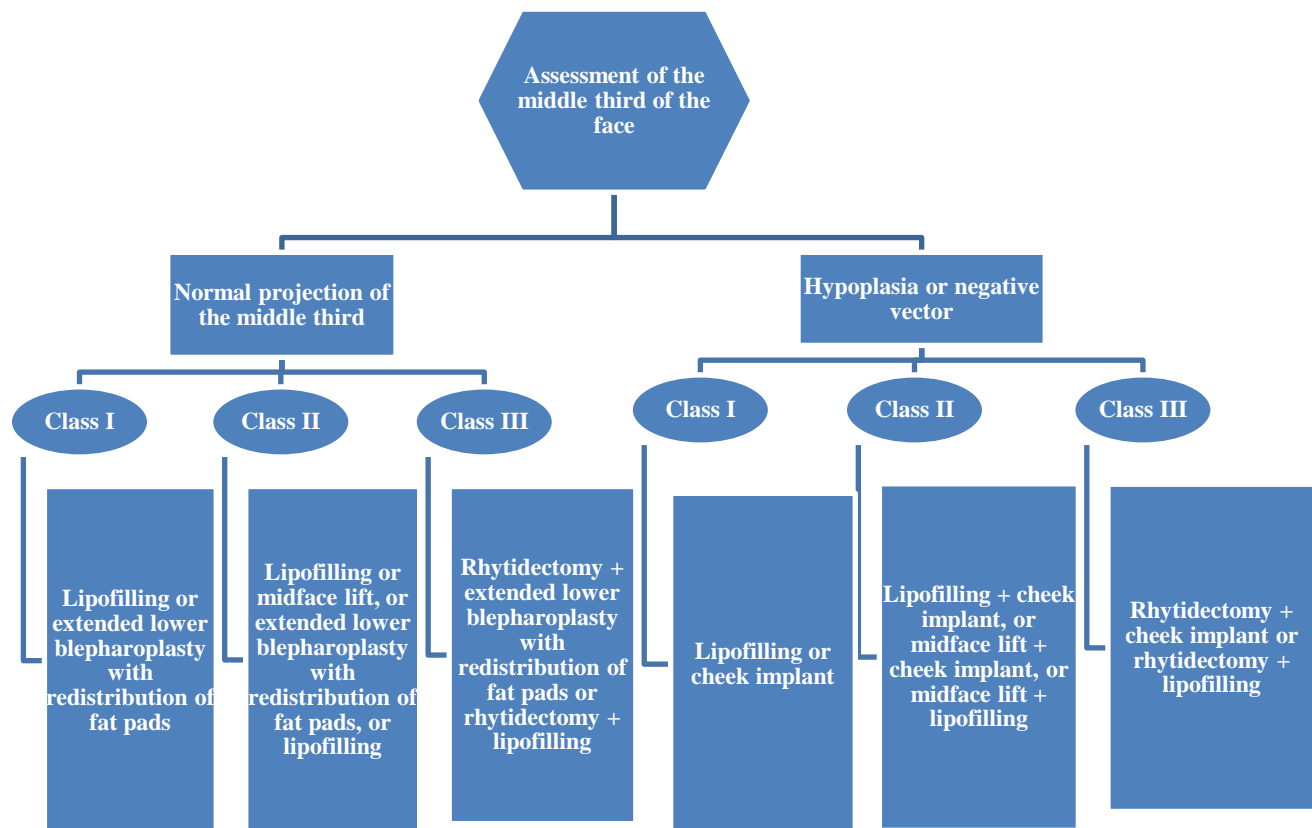 Assessment of the
middle third of the
face
Normal projection of
the middle third
Hypoplasia or negative
vector
Class I
Class II
Class III
Class I
Class II
Class III
Lipofilling or
extended lower
blepharoplasty
with
redistribution of
fat pads
Lipofilling or
midface lift, or
extended lower
blepharoplasty
with
redistribution of
fat pads, or
lipofilling
Rhytidectomy +
extended lower
blepharoplasty
with
redistribution of
fat pads or
rhytidectomy +
lipofilling
Lipofilling or
cheek implant
Lipofilling + cheek
implant, or
midface lift +
cheek implant, or
midface lift +
lipofilling
Rhytidectomy +
cheek implant or
rhytidectomy +
lipofilling